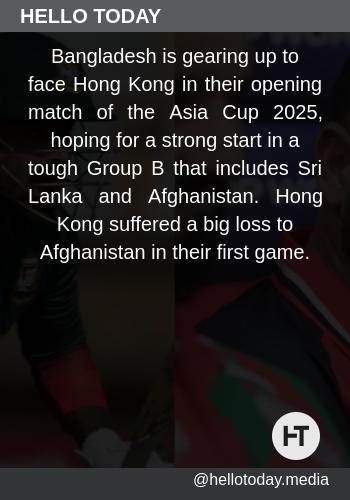 HELLO TODAY
Bangladesh is gearing up to
face Hong Kong in their opening
match of the Asia Cup 2025,
hoping for a strong start in a
tough Group B that includes Sri
Lanka and Afghanistan. Hong
Kong suffered a big loss to
Afghanistan in their first game.
HT
@hellotoday.media